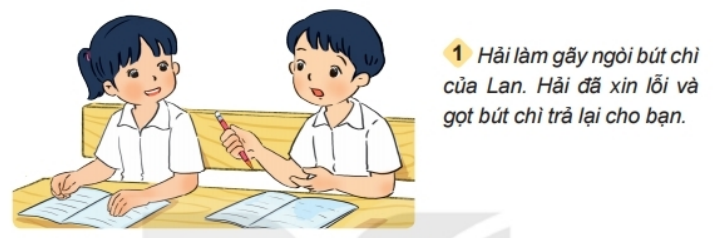 1 Hải làm gãy ngòi bút chì
của Lan. Hải đã xin lỗi và
gọt bút chì trả lại cho bạn.